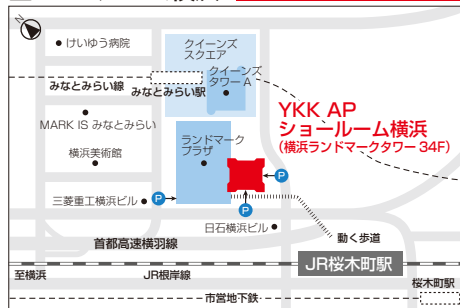 N
けいゆう病院
クイーンズ
スクエア
クイーンズ
タワーA
みなとみらい線
みなとみらい駅
MARK IS みなとみらい
横浜美術館
ランドマーク
プラザ
YKK AP
ショールーム横浜
(横浜ランドマークタワー 34F)
P
三菱重工横浜ビル
P
P
日石横浜ビル
動く歩道
首都高速横羽線
JR桜木町駅
至横浜
JR根岸線
桜木町駅
市営地下鉄